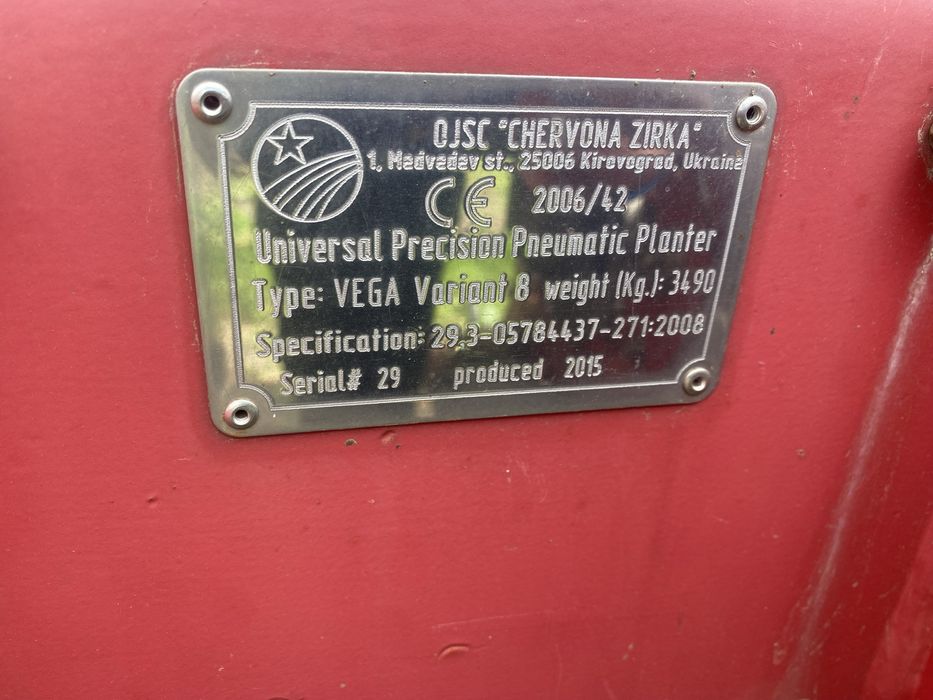 OJSC "CHERVONA ZIRKA"
1, Medvedev st., 25006 Kirovograd, Ukraine
CE 2006/42
Universal Precision Pneumatic Planter
Type: VEGA Variant 8 weight (Kg.): 3490
Specification: 29.3-05784437-271:2008
Serial# 29 produced 2015